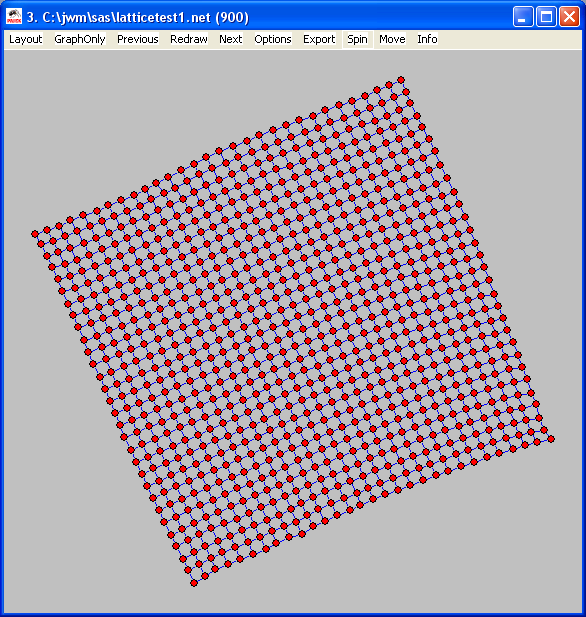 3. C:\jwm\sas\latticetest1.net (900)
Layout GraphOnly Previous Redraw Next Options Export Spin Move Info